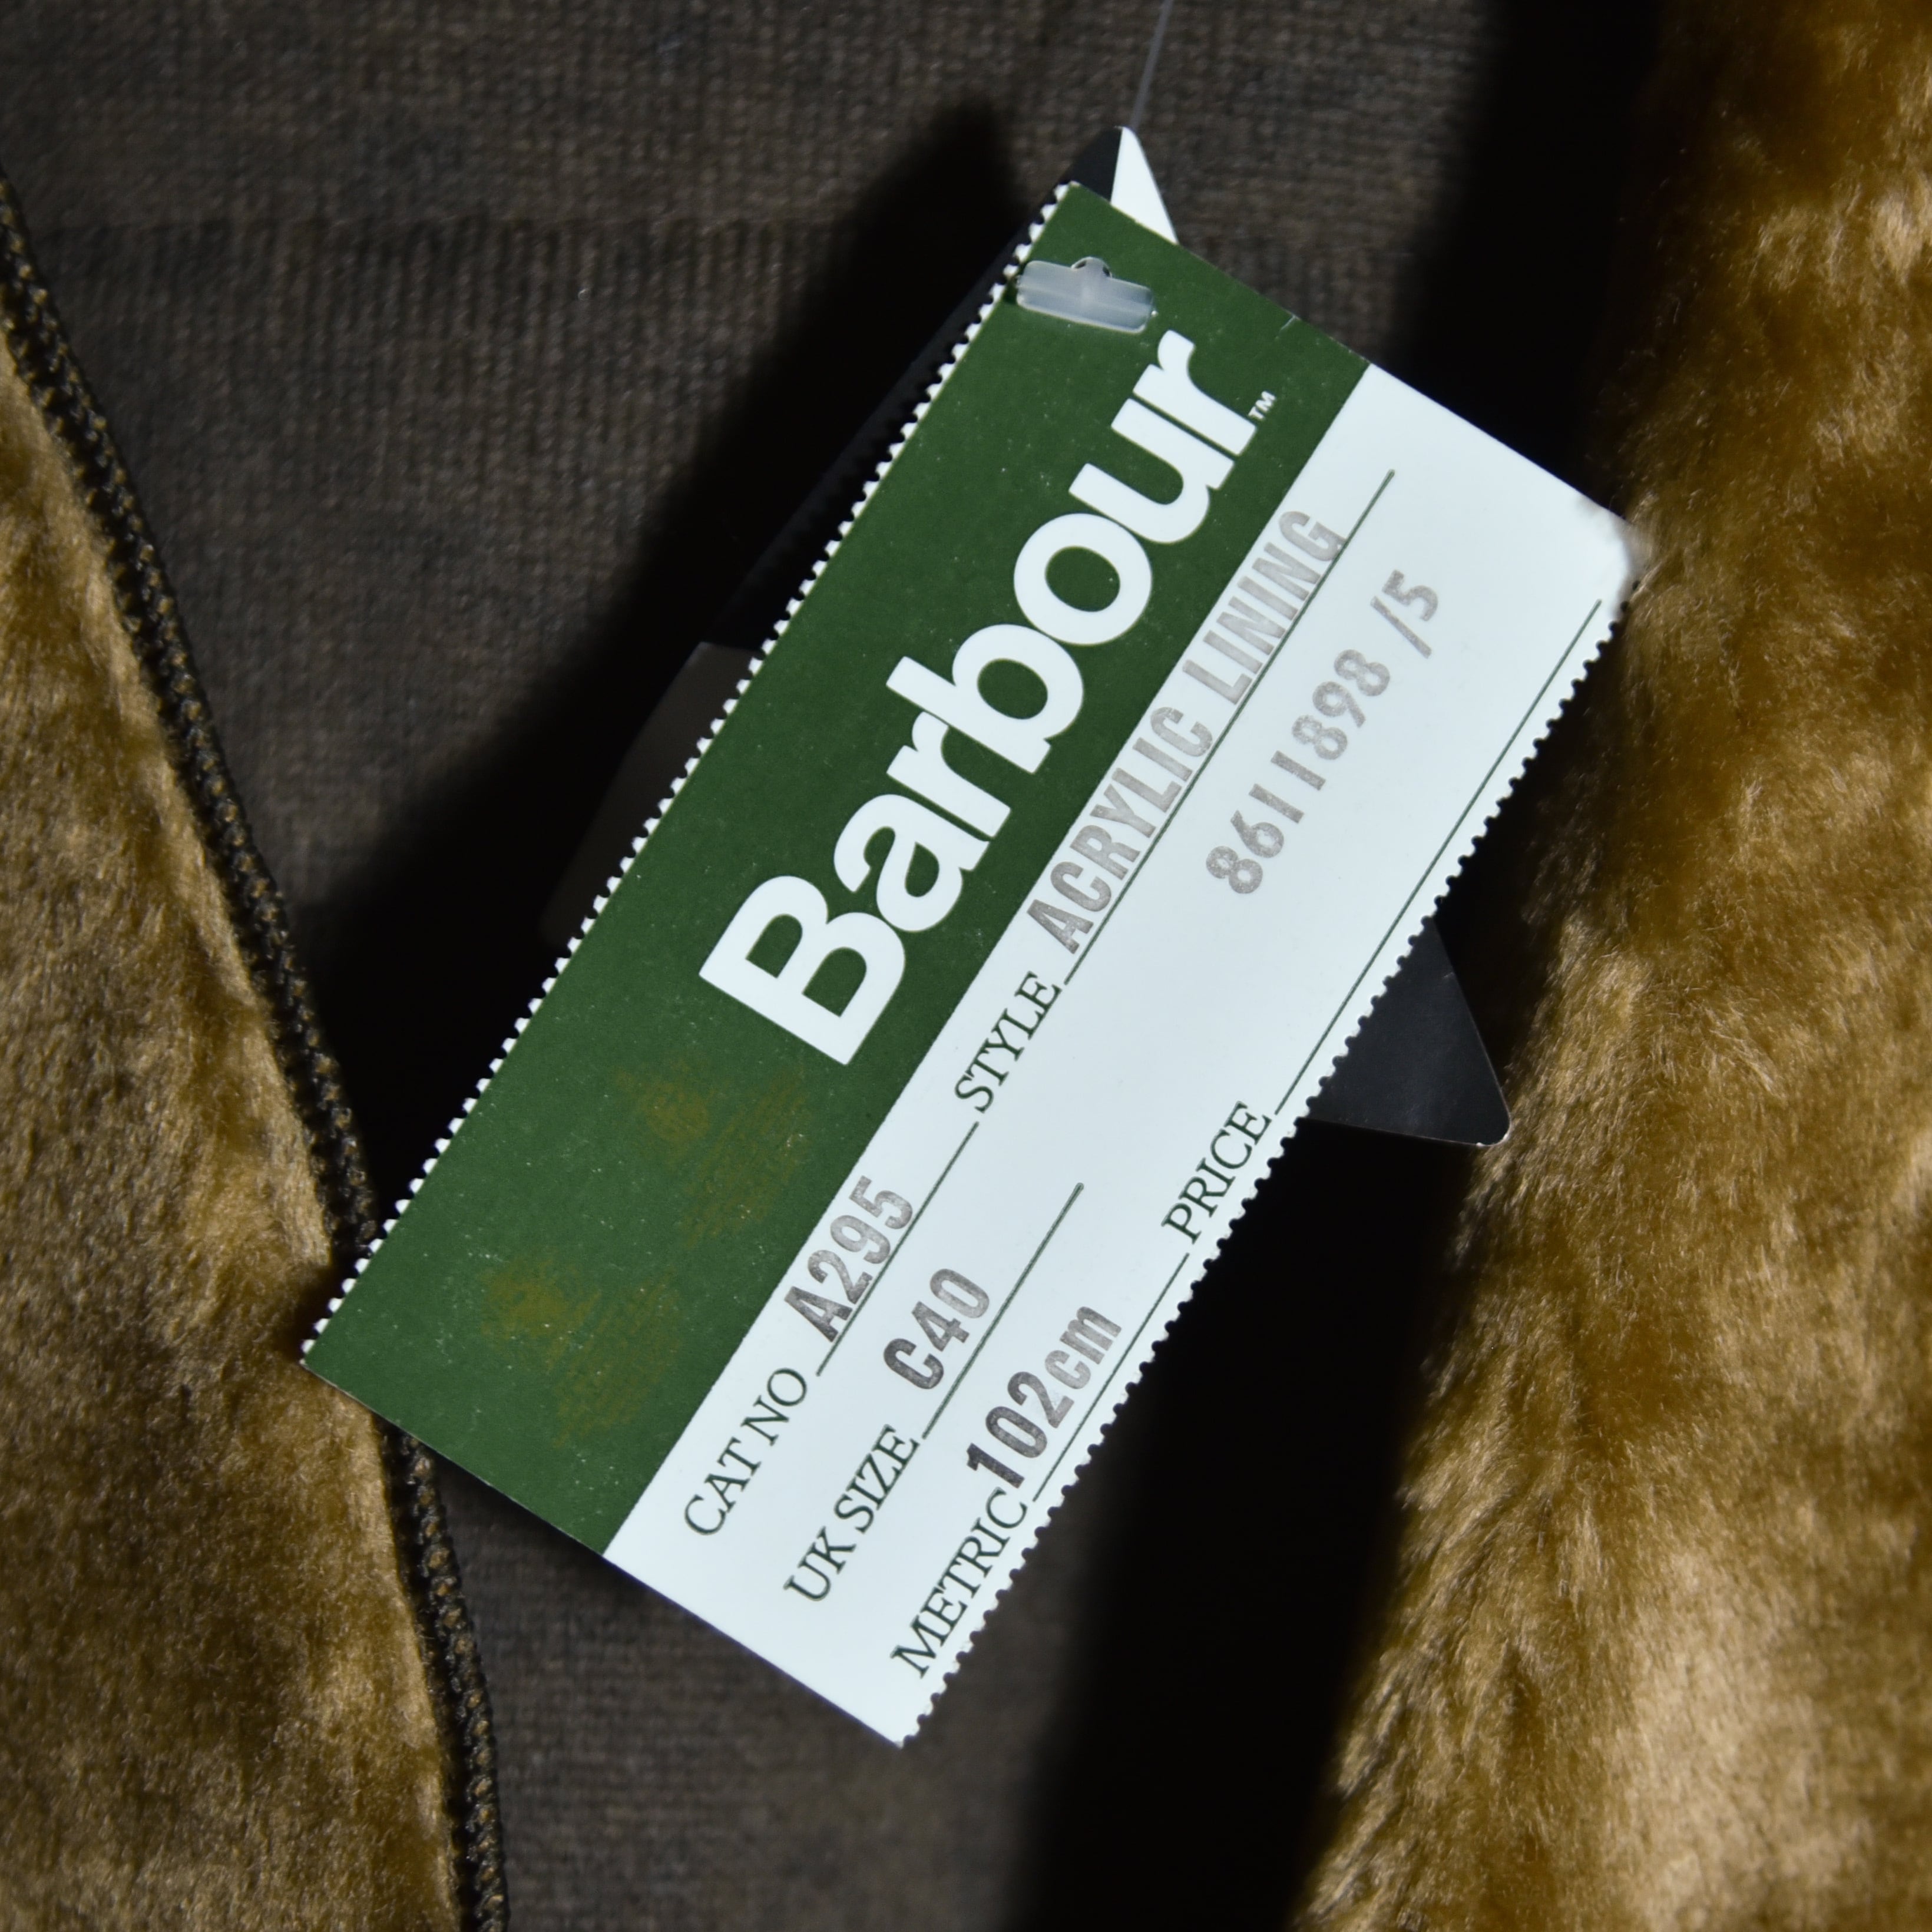 Barbour™
CAT NO A295 STYLE ACRYLIC LINING
UK SIZE C40 8611898 /5
METRIC 102cm PRICE